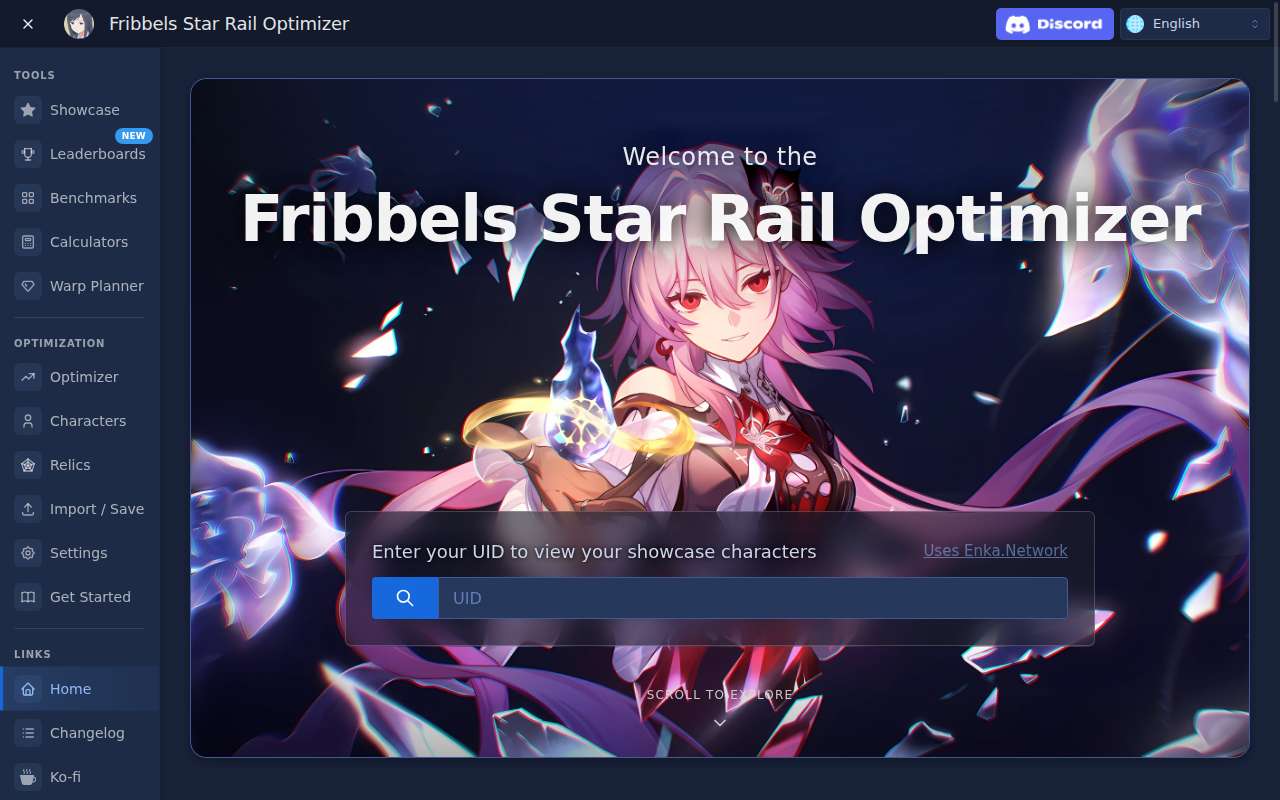 Fribbels Star Rail Optimizer
Discord
English
TOOLS
Showcase
NEW
Leaderboards
Benchmarks
Calculators
Warp Planner
OPTIMIZATION
Optimizer
Characters
Relics
Import / Save
Settings
Get Started
LINKS
Home
Changelog
Ko-fi
Welcome to the
Fribbels Star Rail Optimizer
Enter your UID to view your showcase characters
Uses Enka.Network
UID
SCROLL TO EXPLORE